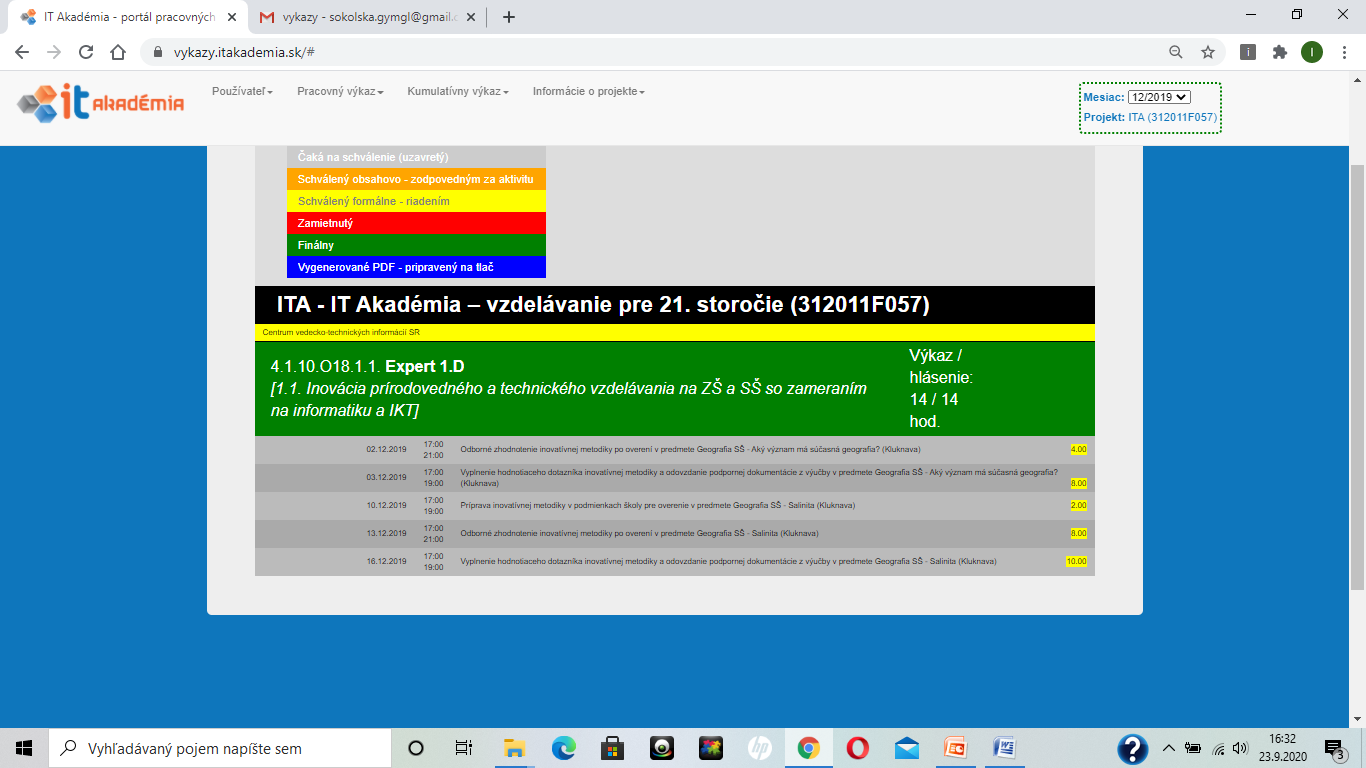 IT Akadémia - portál pracovných
vykazy - sokolska.gymgl@gmail.c
vykazy.itakademia.sk/#
it akadémia
Používateľ
Pracovný výkaz
Kumulatívny výkaz
Informácie o projekte
Mesiac: 12/2019
Projekt: ITA (312011F057)
Čaká na schválenie (uzavretý)
Schválený obsahovo - zodpovedným za aktivitu
Schválený formálne - riadením
Zamietnutý
Finálny
Vygenerované PDF - pripravený na tlač
ITA - IT Akadémia – vzdelávanie pre 21. storočie (312011F057)
Centrum vedecko-technických informácií SR
4.1.10.O18.1.1. Expert 1.D
[1.1. Inovácia prírodovedného a technického vzdelávania na ZŠ a SŠ so zameraním
na informatiku a IKT]
Výkaz /
hlásenie:
14 / 14
hod.
02.12.2019 17:00 21:00 Odborné zhodnotenie inovatívnej metodiky po overení v predmete Geografia SŠ - Aký význam má súčasná geografia? (Kluknava) 4.00
03.12.2019 17:00 19:00 Vyplnenie hodnotiaceho dotazníka inovatívnej metodiky a odovzdanie podpornej dokumentácie z výučby v predmete Geografia SŠ - Aký význam má súčasná geografia?
(Kluknava) 8.00
10.12.2019 17:00 19:00 Príprava inovatívnej metodiky v podmienkach školy pre overenie v predmete Geografia SŠ - Salinita (Kluknava) 2.00
13.12.2019 17:00 21:00 Odborné zhodnotenie inovatívnej metodiky po overení v predmete Geografia SŠ - Salinita (Kluknava) 8.00
16.12.2019 17:00 19:00 Vyplnenie hodnotiaceho dotazníka inovatívnej metodiky a odovzdanie podpornej dokumentácie z výučby v predmete Geografia SŠ - Salinita (Kluknava) 10.00
Vyhľadávaný pojem napíšte sem
16:32
23.9.2020
3